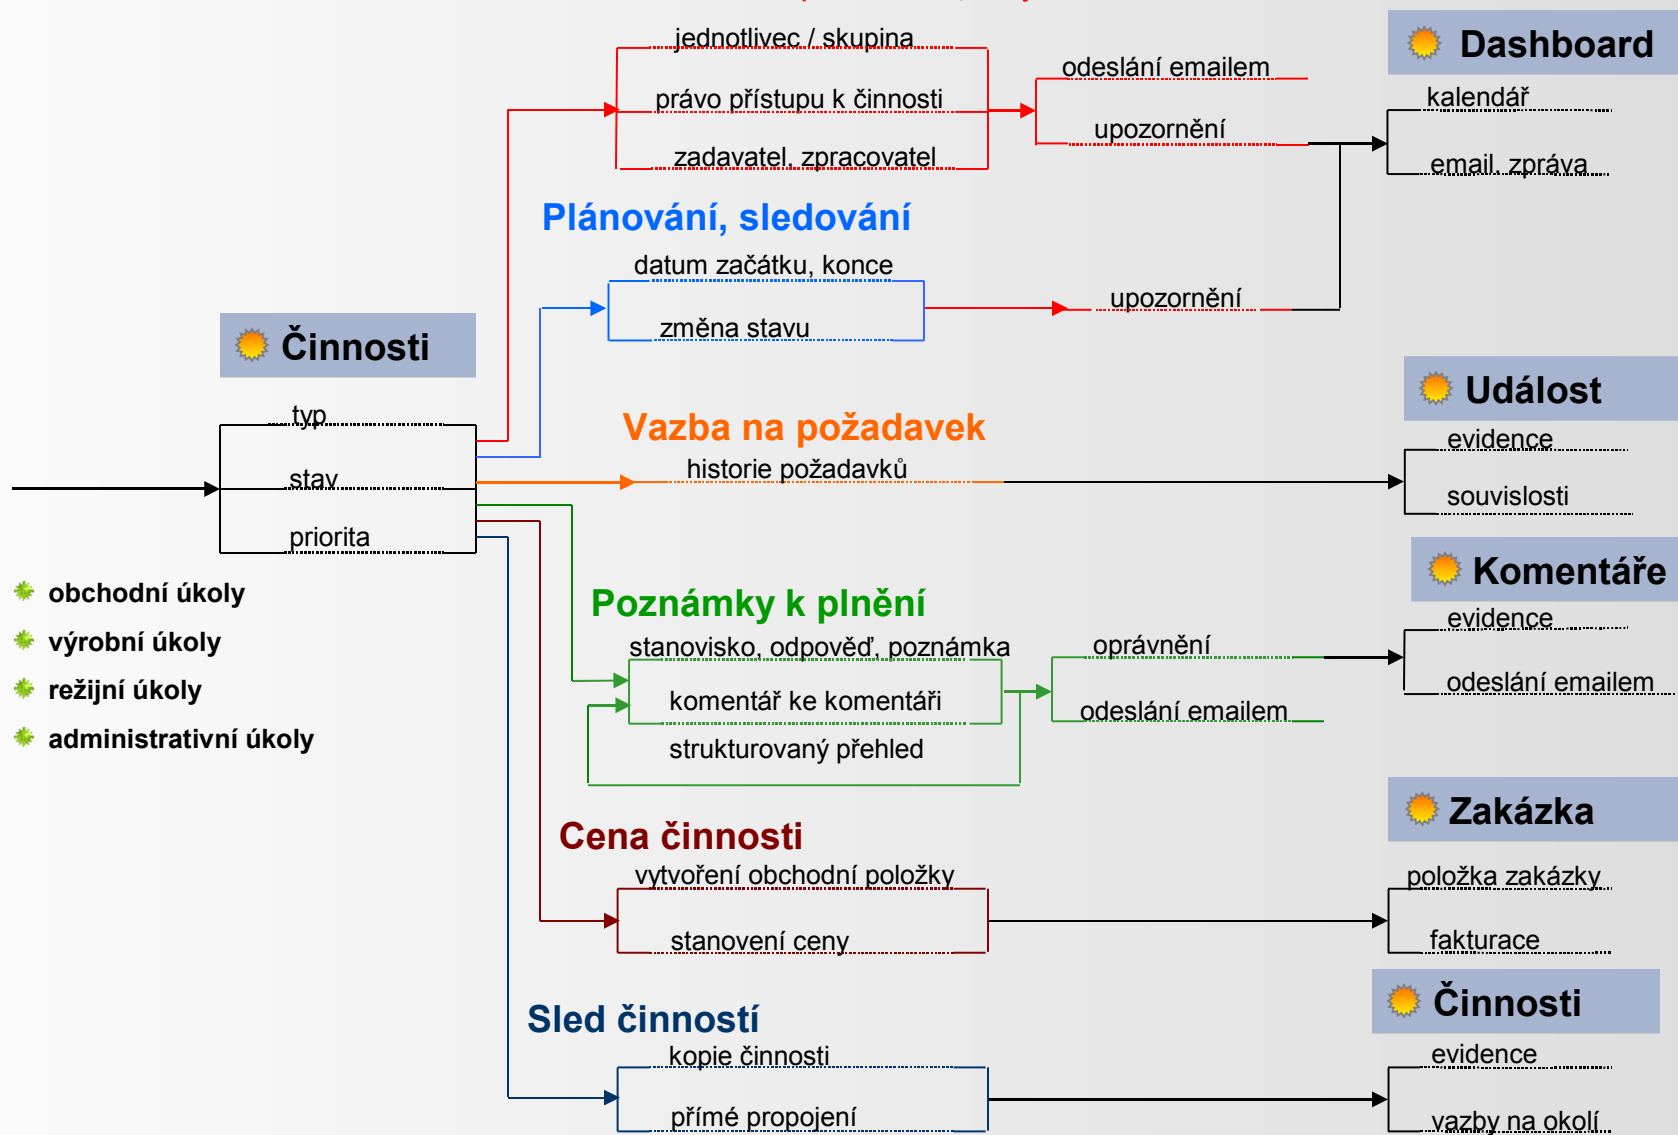 jednotlivec / skupina
právo přístupu k činnosti
zadavatel, zpracovatel
odeslání emailem
upozornění
Dashboard
kalendář
email, zpráva
Plánování, sledování
datum začátku, konce
změna stavu
upozornění
Činnosti
typ
stav
priorita
obchodní úkoly
výrobní úkoly
režijní úkoly
administrativní úkoly
Vazba na požadavek
historie požadavků
Událost
evidence
souvislosti
Poznámky k plnění
stanovisko, odpověď, poznámka
komentář ke komentáři
strukturovaný přehled
oprávnění
odeslání emailem
Komentáře
evidence
odeslání emailem
Cena činnosti
vytvoření obchodní položky
stanovení ceny
Zakázka
položka zakázky
fakturace
Sled činností
kopie činnosti
přímé propojení
Činnosti
evidence
vazby na okolí